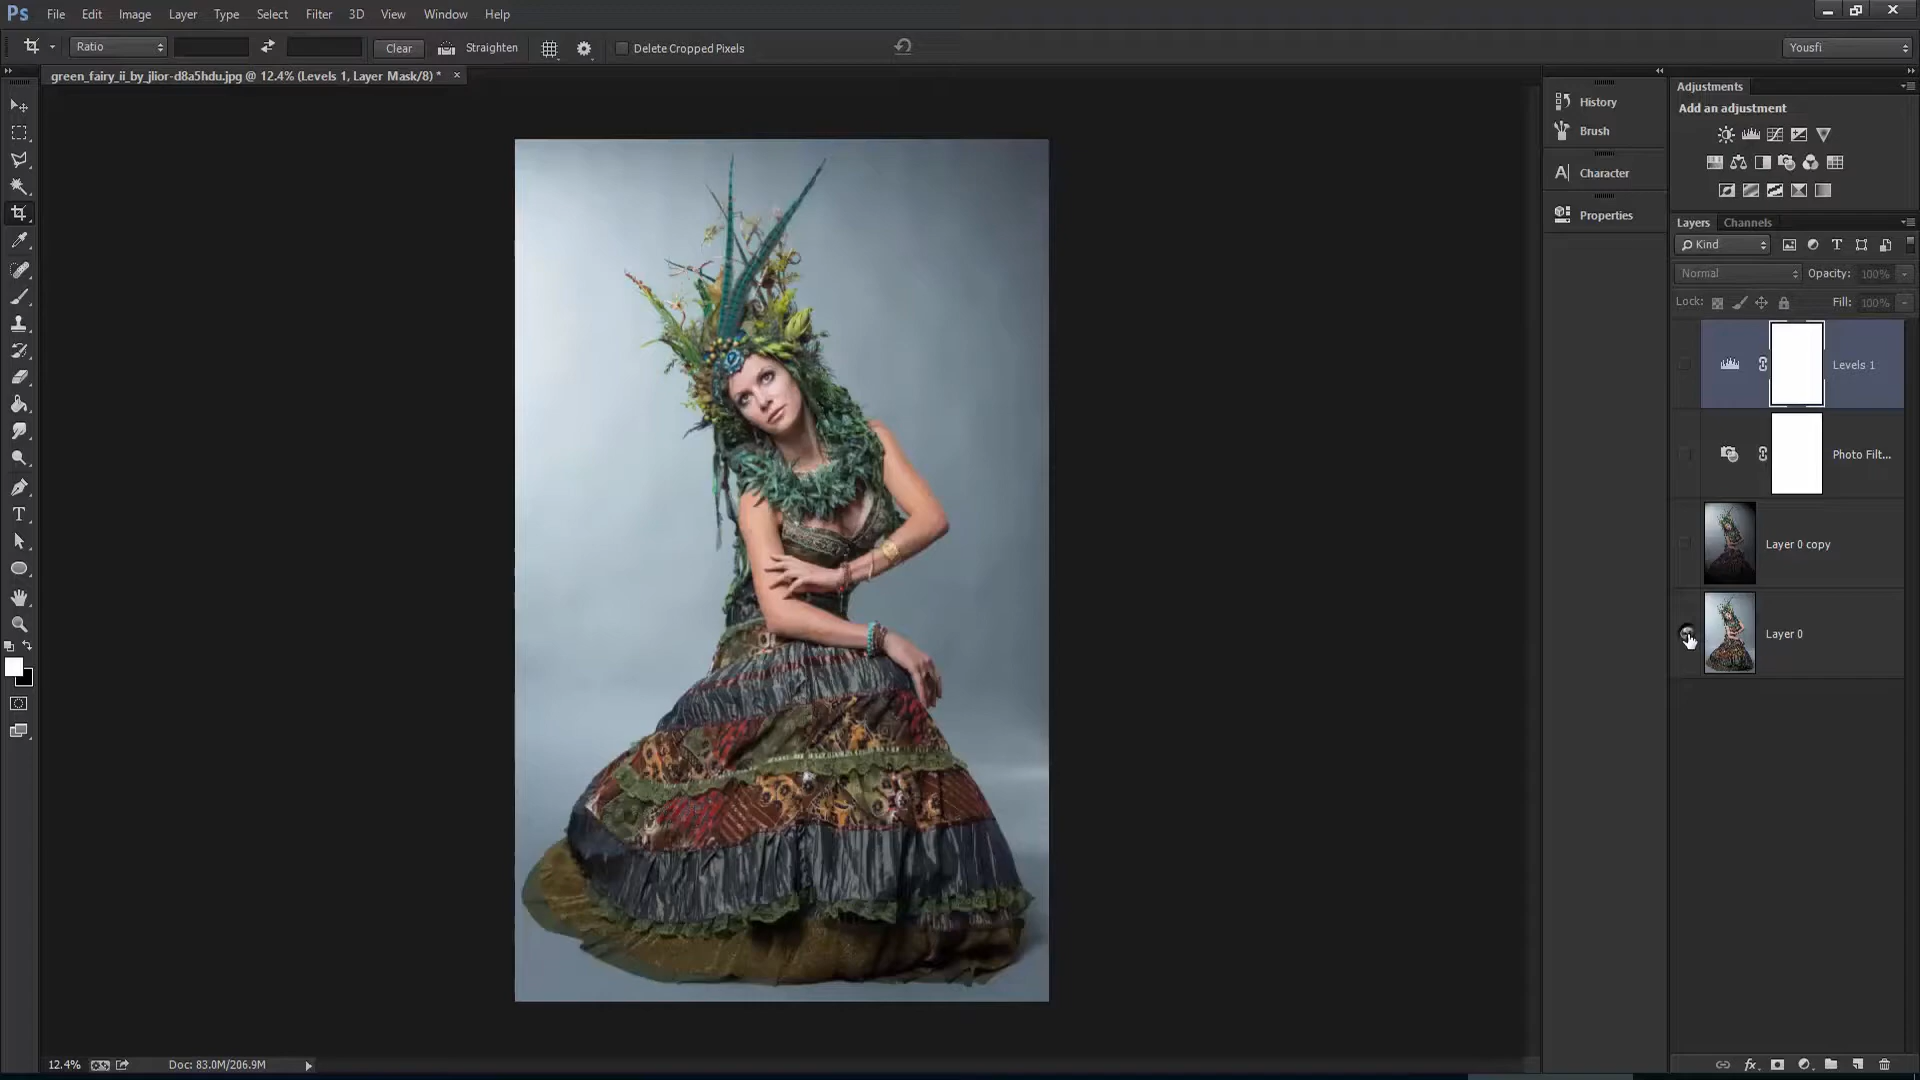 Ps File Edit Image Layer Type Select Filter 3D View Window Help
Ratio Clear Straighten Delete Cropped Pixels Yousfi
green_fairy_ii_by_jlior-d8a5hdu.jpg @ 12.4% (Levels 1, Layer Mask/8) *
History
Brush
Character
Properties
Adjustments
Add an adjustment
Layers Channels
Kind
Normal Opacity: 100%
Lock: Fill: 100%
Levels 1
Photo Filt...
Layer 0 copy
Layer 0
12.4% Doc: 83.0M/206.9M